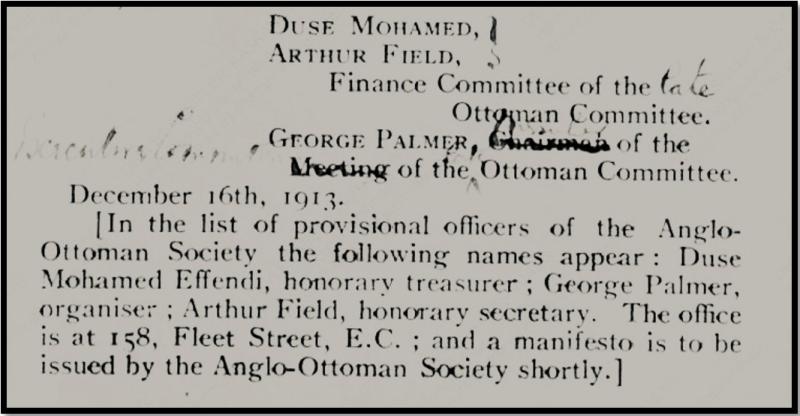 DUSE MOHAMED,
ARTHUR FIELD,
Finance Committee of the late
Ottoman Committee.
GEORGE PALMER, Chairman of the
Meeting of the Ottoman Committee.
December 16th, 1913.
[In the list of provisional officers of the Anglo-
Ottoman Society the following names appear : Duse
Mohamed Effendi, honorary treasurer ; George Palmer,
organiser ; Arthur Field, honorary secretary. The office
is at 158, Fleet Street, E.C. ; and a manifesto is to be
issued by the Anglo-Ottoman Society shortly.]